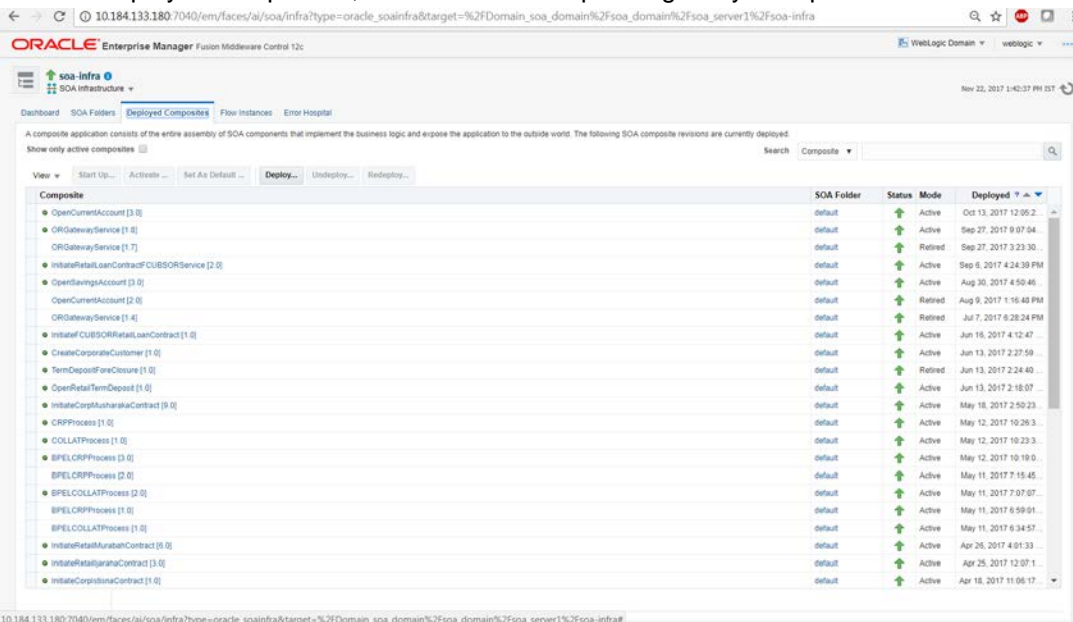 10.184.133.180:7040/em/faces/ai/soa/infra?type=oracle_soainfra&target=%2FDomain_soa_domain%2Fsoa_domain%2Fsoa_server1%2Fsoa-infra
ABP
ORACLE Enterprise Manager Fusion Middleware Control 12c WebLogic Domain weblogic
soa-infra
SOA Infrastructure Nov 22, 2017 1:42:37 PM IST
Dashboard SOA Folders Deployed Composites Flow Instances Error Hospital
A composite application consists of the entire assembly of SOA components that implement the business logic and expose the application to the outside world. The following SOA composite revisions are currently deployed.
Show only active composites Search Composite
View Start Up... Activate ... Set As Default ... Deploy... Undeploy... Redeploy...
Composite SOA Folder Status Mode Deployed
OpenCurrentAccount [3.0] default Active Oct 13, 2017 12:05:2...
ORGatewayService [1.8] default Active Sep 27, 2017 9:07:04...
ORGatewayService [1.7] default Retired Sep 27, 2017 3:23:30...
InitiateRetailLoanContractFCUBSORService [2.0] default Active Sep 6, 2017 4:24:39 PM
OpenSavingsAccount [3.0] default Active Aug 30, 2017 4:50:46...
OpenCurrentAccount [2.0] default Retired Aug 9, 2017 1:16:48 PM
ORGatewayService [1.4] default Retired Jul 7, 2017 6:28:24 PM
InitiateFCUBSORRetailLoanContract [1.0] default Active Jun 16, 2017 4:12:47 ...
CreateCorporateCustomer [1.0] default Active Jun 13, 2017 2:27:59 ...
TermDepositForeClosure [1.0] default Retired Jun 13, 2017 2:24:40 ...
OpenRetailTermDeposit [1.0] default Active Jun 13, 2017 2:18:07 ...
InitiateCorpMusharakaContract [9.0] default Active May 18, 2017 2:50:23...
CRPProcess [1.0] default Active May 12, 2017 10:26:3...
COLLATProcess [1.0] default Active May 12, 2017 10:23:3...
BPELCRPProcess [3.0] default Active May 12, 2017 10:19:0...
BPELCRPProcess [2.0] default Active May 11, 2017 7:15:45...
BPELCOLLATProcess [2.0] default Active May 11, 2017 7:07:07...
BPELCRPProcess [1.0] default Active May 11, 2017 6:59:01...
BPELCOLLATProcess [1.0] default Active May 11, 2017 6:34:57...
InitiateRetailMurabahContract [6.0] default Active Apr 26, 2017 4:01:33 ...
InitiateRetailIjarahaContract [3.0] default Active Apr 25, 2017 12:07:1...
InitiateCorpIstisnaContract [1.0] default Active Apr 18, 2017 11:06:17...
10.184.133.180:7040/em/faces/ai/soa/infra?type=oracle_soainfra&target=%2FDomain_soa_domain%2Fsoa_domain%2Fsoa_server1%2Fsoa-infra#